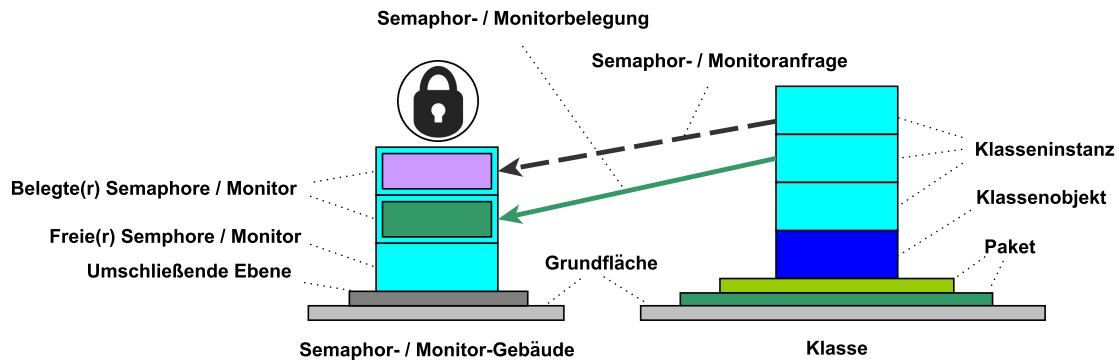 Semaphor- / Monitorbelegung
Semaphor- / Monitoranfrage
Klasseninstanz
Belegte(r) Semaphore / Monitor
Klassenobjekt
Freie(r) Semphore / Monitor
Paket
Umschließende Ebene
Grundfläche
Semaphor- / Monitor-Gebäude
Klasse